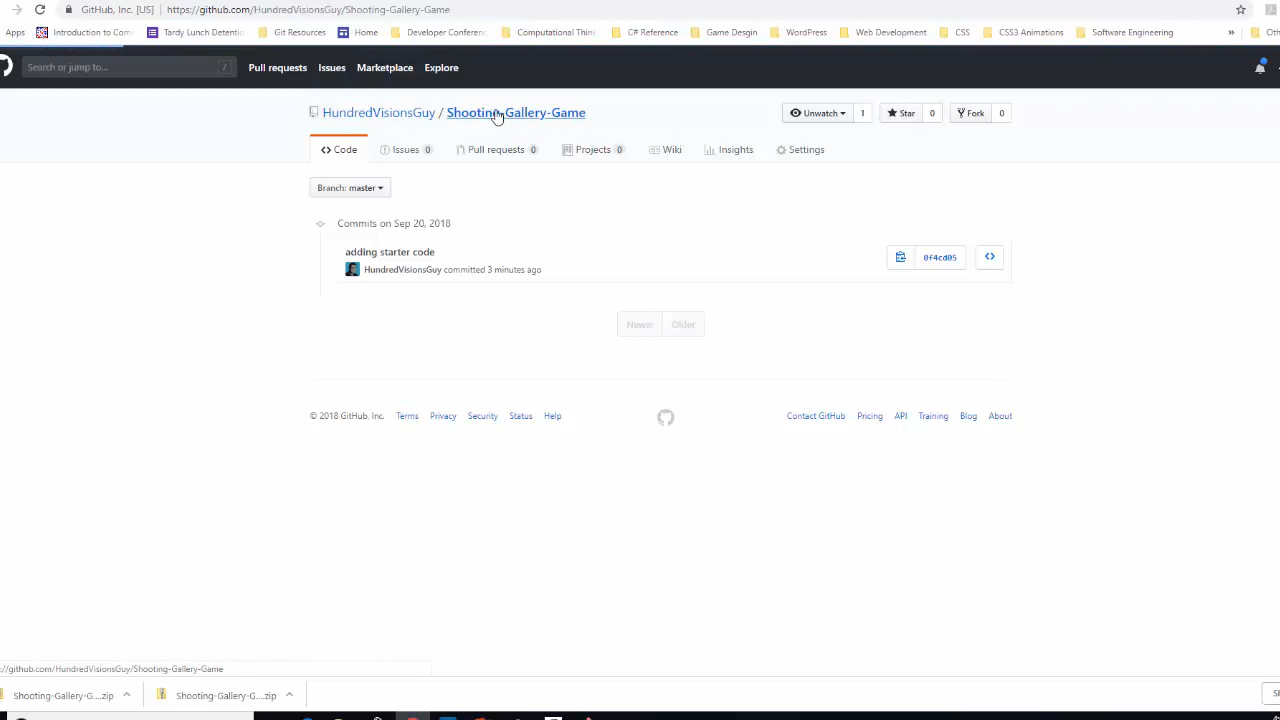 GitHub, Inc. [US] | https://github.com/HundredVisionsGuy/Shooting-Gallery-Game
Apps Introduction to Com Tardy Lunch Detentio Git Resources Home Developer Conferenc Computational Think C# Reference Game Desgin WordPress Web Development CSS CSS3 Animations Software Engineering » Oth
Search or jump to... / Pull requests Issues Marketplace Explore
HundredVisionsGuy / Shooting-Gallery-Game Unwatch 1 Star 0 Fork 0
Code Issues 0 Pull requests 0 Projects 0 Wiki Insights Settings
Branch: master
Commits on Sep 20, 2018
adding starter code
HundredVisionsGuy committed 3 minutes ago 0f4cd05
Newer Older
© 2018 GitHub, Inc. Terms Privacy Security Status Help Contact GitHub Pricing API Training Blog About
://github.com/HundredVisionsGuy/Shooting-Gallery-Game
Shooting-Gallery-G....zip Shooting-Gallery-G....zip Sh